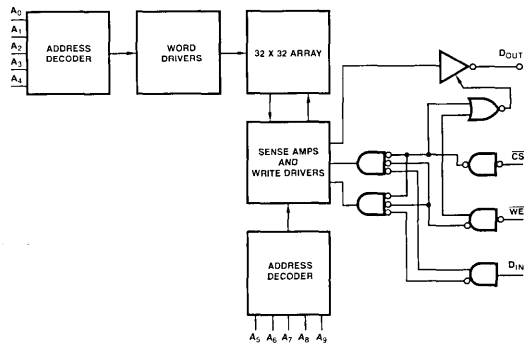 A0
A1
A2
A3
A4
ADDRESS
DECODER
WORD
DRIVERS
32 X 32 ARRAY
DOUT
SENSE AMPS
AND
WRITE DRIVERS
CS
WE
DIN
ADDRESS
DECODER
A5 A6 A7 A8 A9